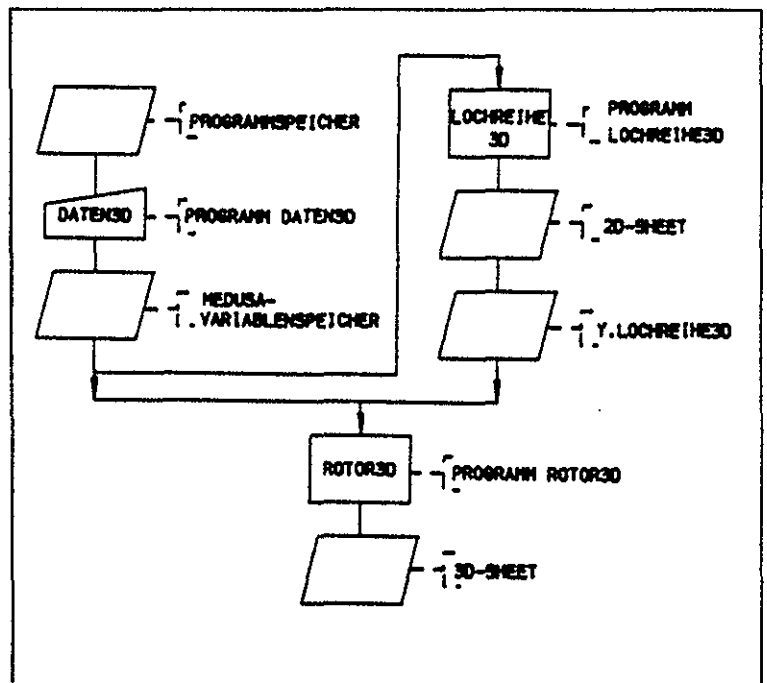 PROGRAMMSPEICHER
DATEN3D
PROGRAMM DATEN3D
MEDUSA-
VARIABLENSPEICHER
LOCHREIHE
3D
PROGRAMM
LOCHREIHE3D
2D-SHEET
Y.LOCHREIHE3D
ROTOR3D
PROGRAMM ROTOR3D
3D-SHEET